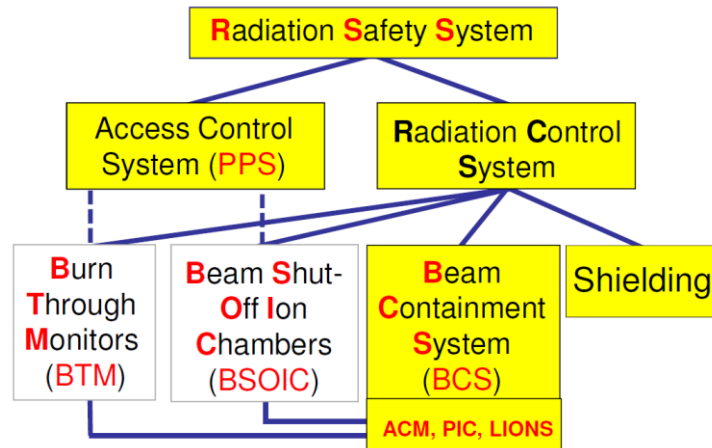 Radiation Safety System
Access Control
System (PPS)
Radiation Control
System
Burn
Through
Monitors
(BTM)
Beam Shut-
Off Ion
Chambers
(BSOIC)
Beam
Containment
System
(BCS)
Shielding
ACM, PIC, LIONS